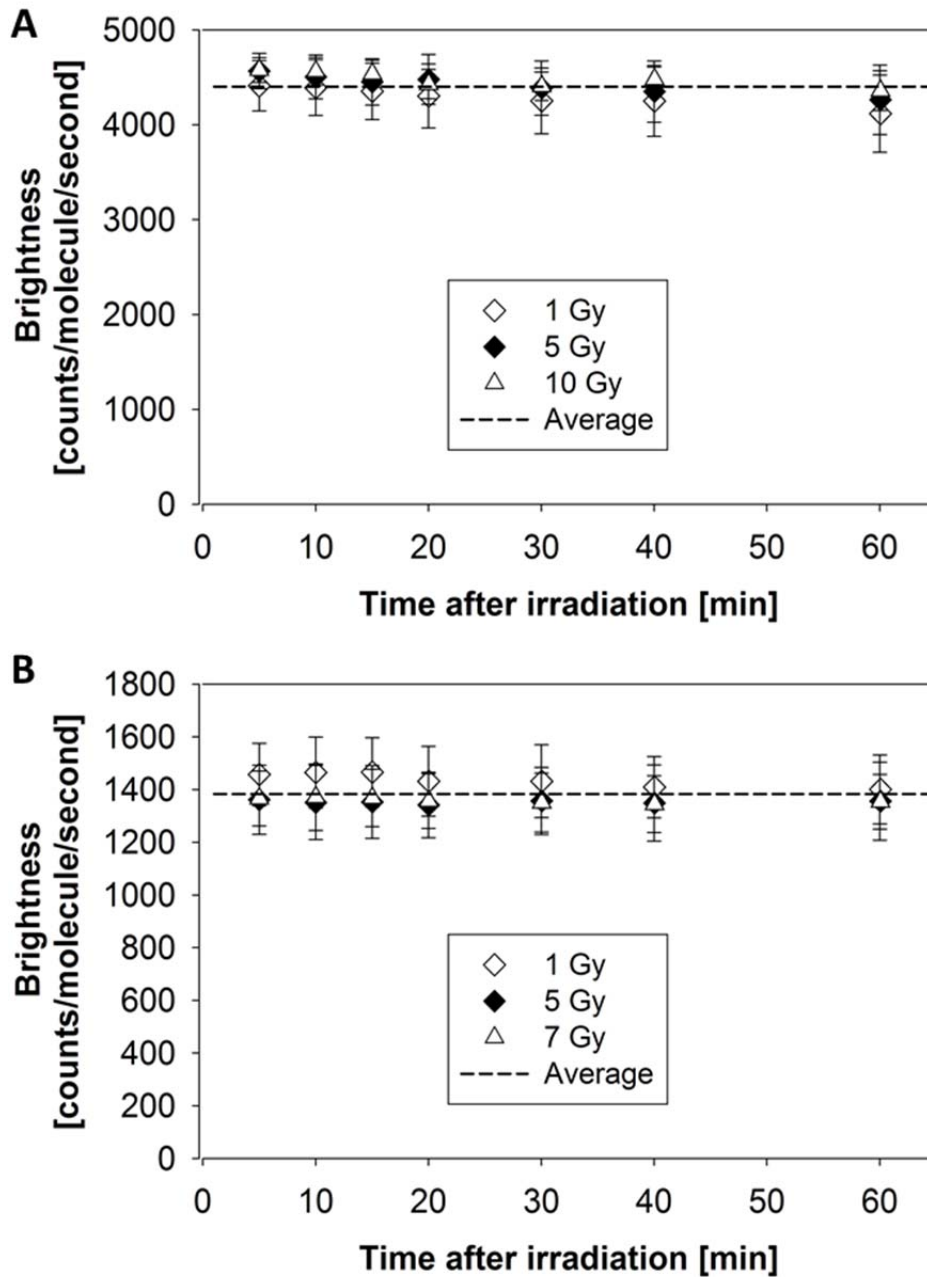 A
5000
4000
3000
2000
1000
0
Brightness
[counts/molecule/second]
1 Gy
5 Gy
10 Gy
Average
0 10 20 30 40 50 60
Time after irradiation [min]
B
1800
1600
1400
1200
1000
800
600
400
200
0
Brightness
[counts/molecule/second]
1 Gy
5 Gy
7 Gy
Average
0 10 20 30 40 50 60
Time after irradiation [min]